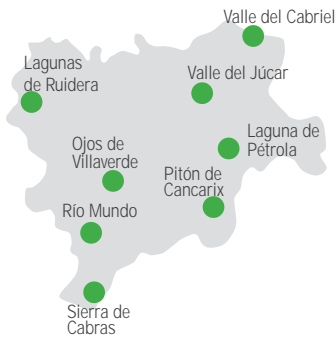 Valle del Cabriel
Lagunas
de Ruidera
Valle del Júcar
Laguna de
Pétrola
Ojos de
Villaverde
Pitón de
Cancarix
Río Mundo
Sierra de
Cabras